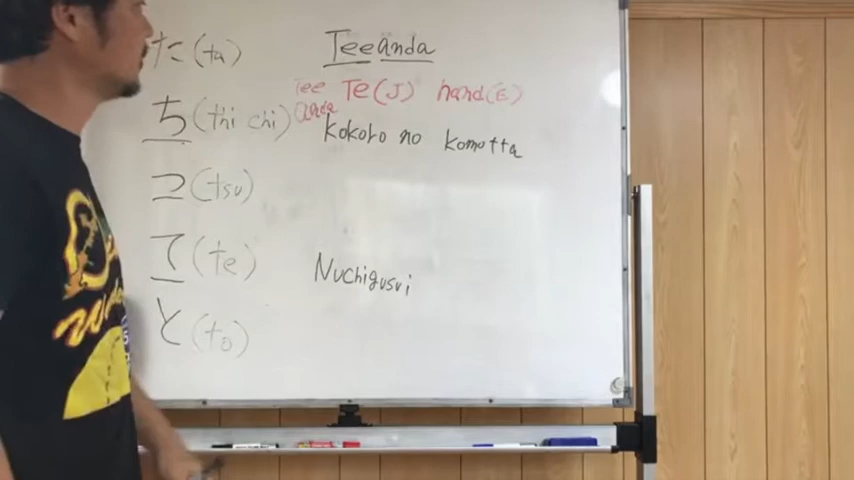 た (ta)
ち (thi chi)
つ (tsu)
て (te)
と (to)
Teeanda
Tee Te(J) hand(E)
anda
kokoro no komotta
Nuchigusui